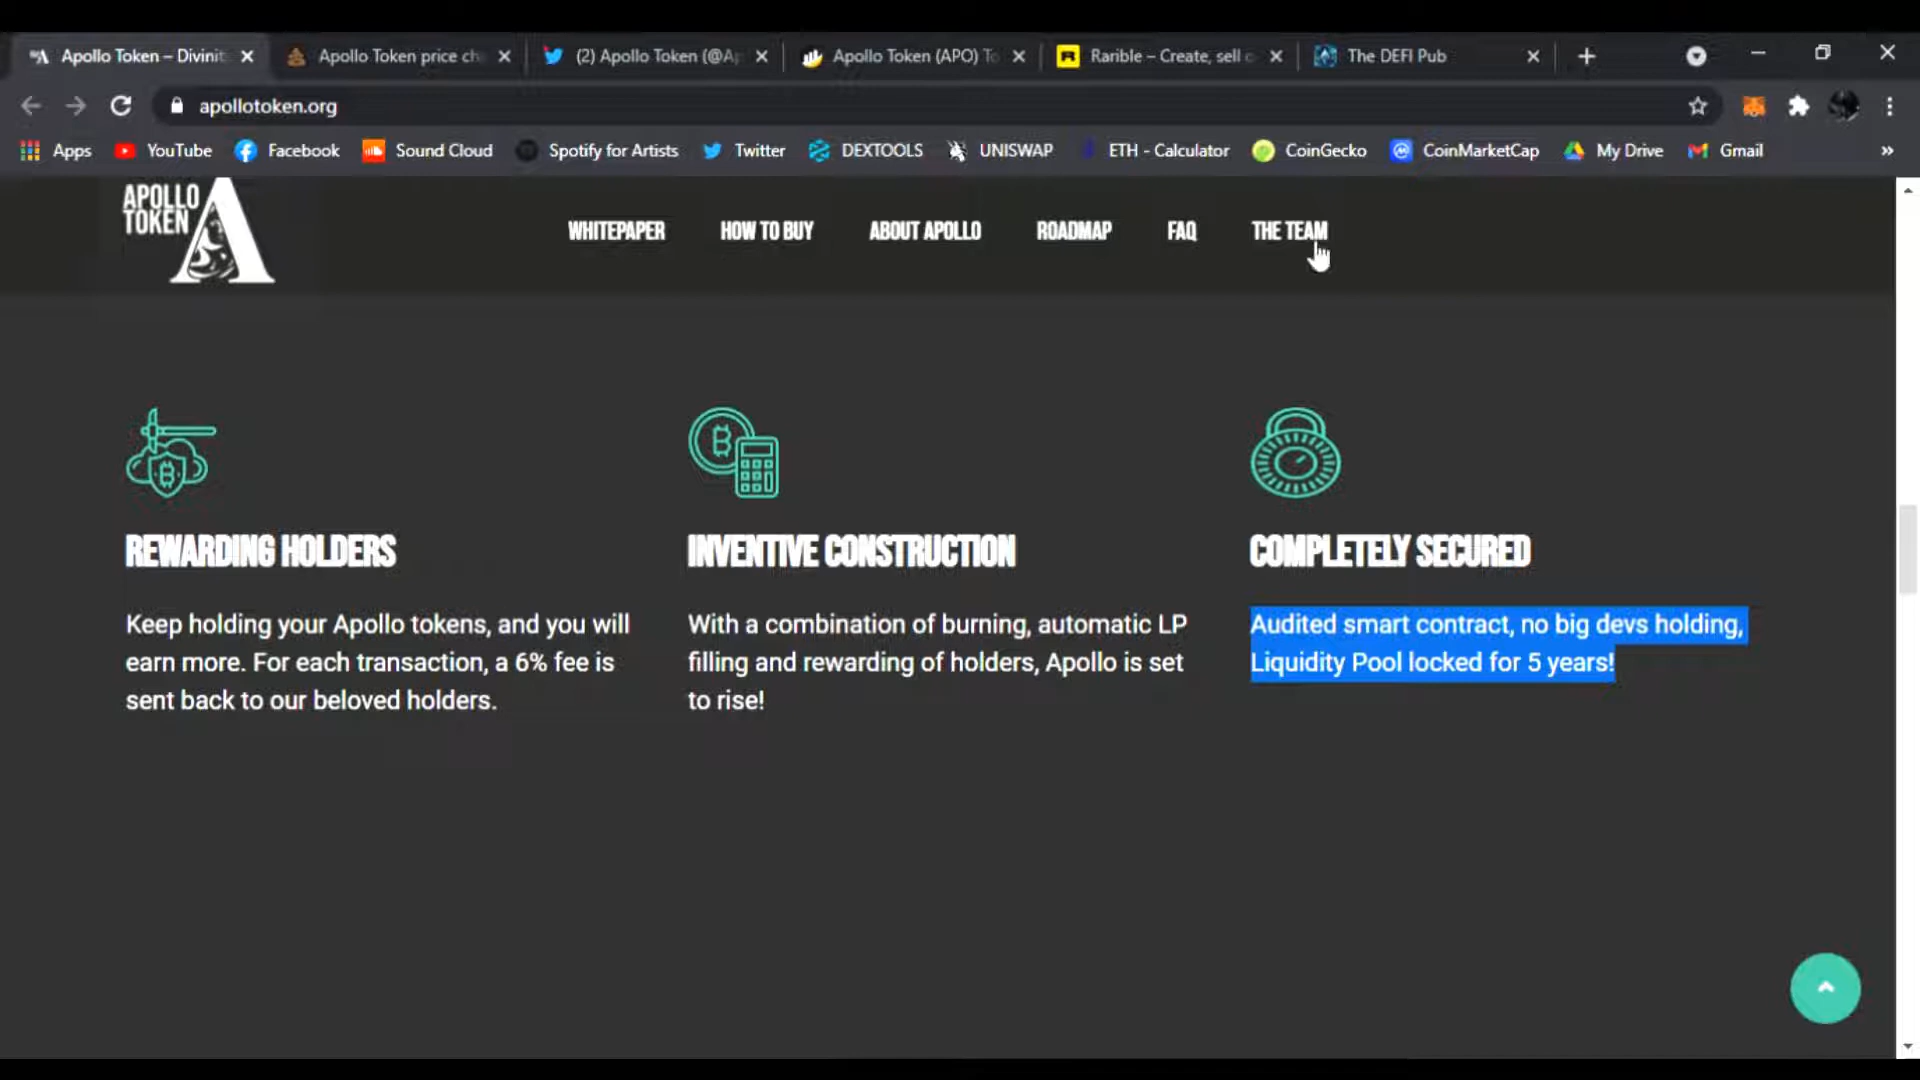 Apollo Token – Divinit
Apollo Token price ch
(2) Apollo Token (@Ap
Apollo Token (APO) To
Rarible – Create, sell o
The DEFI Pub
apollotoken.org
Apps
YouTube
Facebook
Sound Cloud
Spotify for Artists
Twitter
DEXTOOLS
UNISWAP
ETH - Calculator
CoinGecko
CoinMarketCap
My Drive
Gmail
»
APOLLO
TOKEN
WHITEPAPER
HOW TO BUY
ABOUT APOLLO
ROADMAP
FAQ
THE TEAM
REWARDING HOLDERS
Keep holding your Apollo tokens, and you will
earn more. For each transaction, a 6% fee is
sent back to our beloved holders.
INVENTIVE CONSTRUCTION
With a combination of burning, automatic LP
filling and rewarding of holders, Apollo is set
to rise!
COMPLETELY SECURED
Audited smart contract, no big devs holding,
Liquidity Pool locked for 5 years!